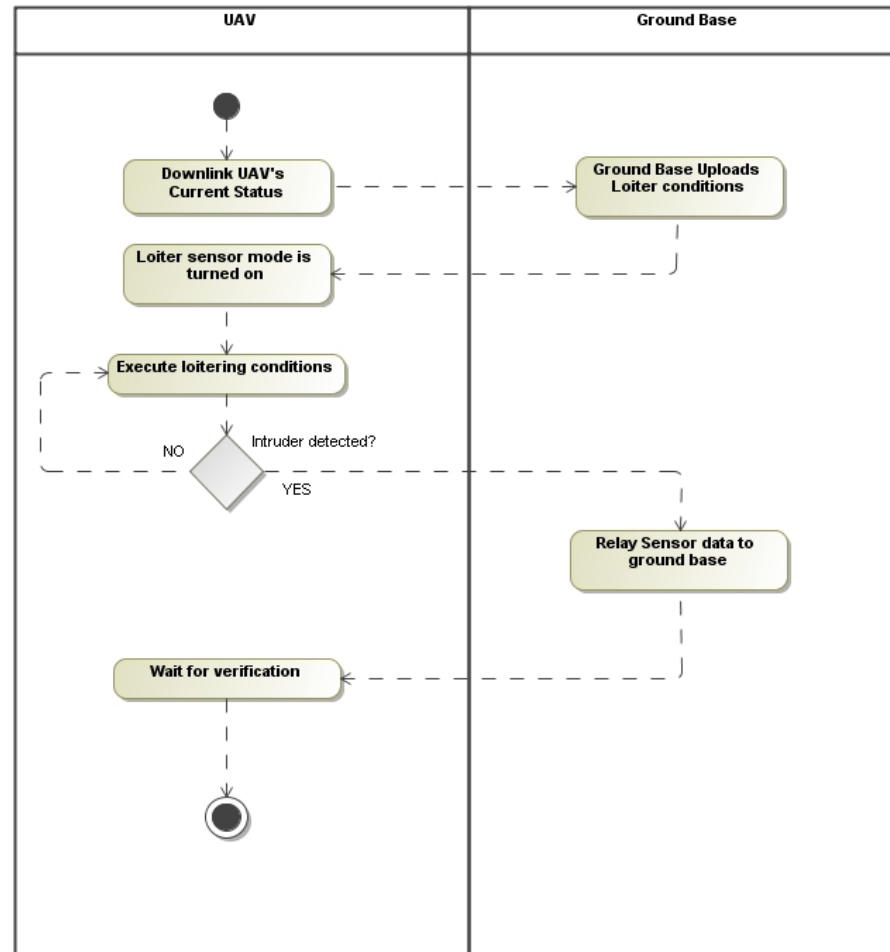 UAV
Ground Base
Downlink UAV's
Current Status
Ground Base Uploads
Loiter conditions
Loiter sensor mode is
turned on
Execute loitering conditions
Intruder detected?
NO
YES
Relay Sensor data to
ground base
Wait for verification